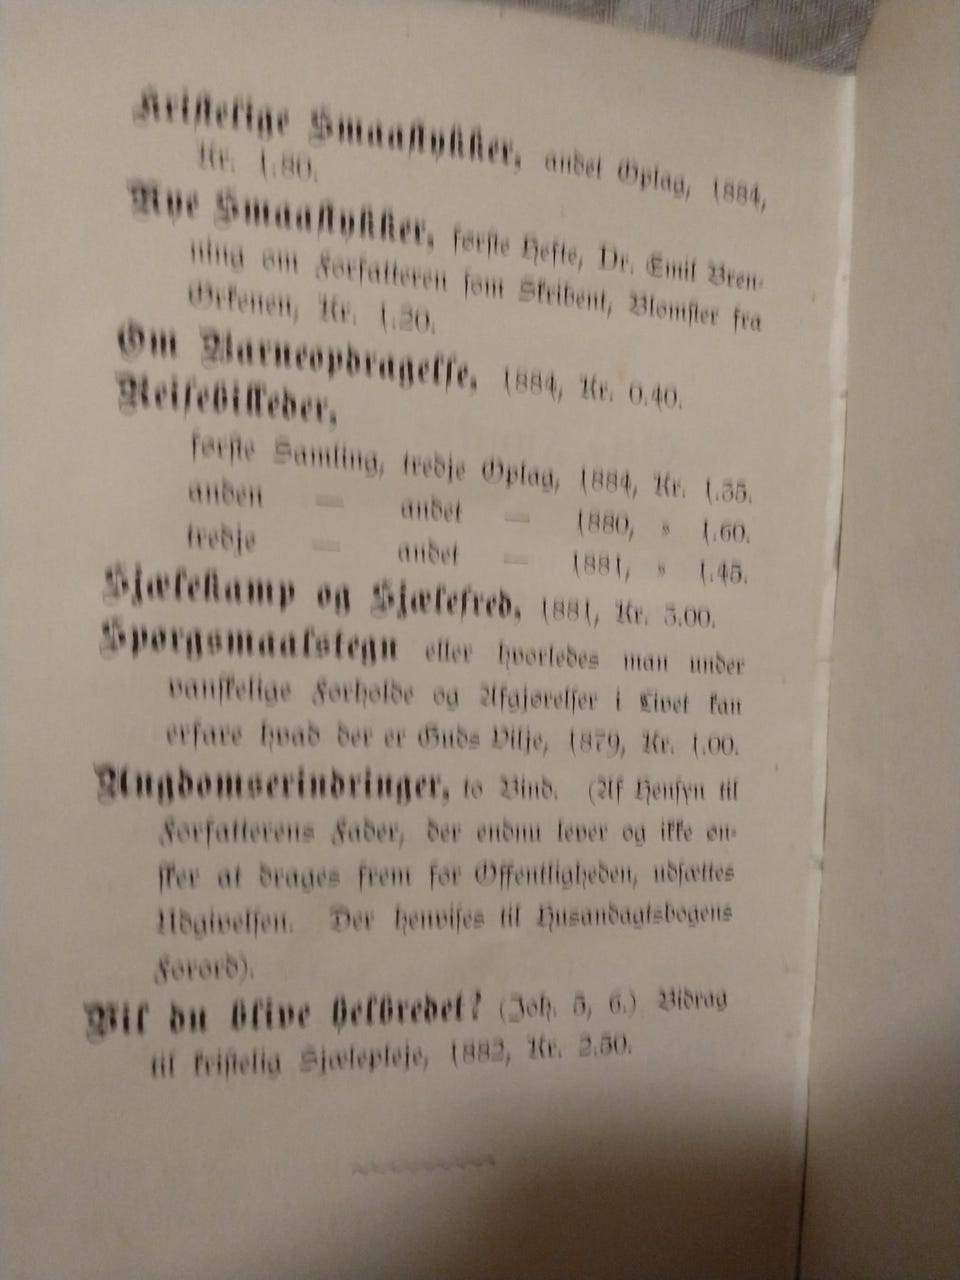 Kristelige Smaastykker, andet Oplag, 1884,
Kr. 1.80.
Nye Smaastykker, første Hefte, Dr. Emil Bren-
ning om Forfatteren som Skribent, Blomster fra
Ørkenen, Kr. 1.20.
Om Barneopdragelse, 1884, Kr. 0.40.
Reisebilleder,
første Samling, tredje Oplag, 1884, Kr. 1.35.
anden — andet — 1880, » 1.60.
tredje — andet — 1881, » 1.45.
Sjælekamp og Sjælefred, 1881, Kr. 3.00.
Spørgsmaalstegn eller hvorledes man under
vanskelige Forholde og Afgjørelser i Livet kan
erfare hvad der er Guds Vilje, 1879, Kr. 1.00.
Ungdomserindringer, to Bind. (Af Hensyn til
Forfatterens Fader, der endnu lever og ikke øn-
sker at drages frem for Offentligheden, udsættes
Udgivelsen. Der henvises til Husandagtsbogens
Forord).
Vil du blive helbredet? (Joh. 5, 6.) Bidrag
til kristelig Sjælepleje, 1882, Kr. 2.50.